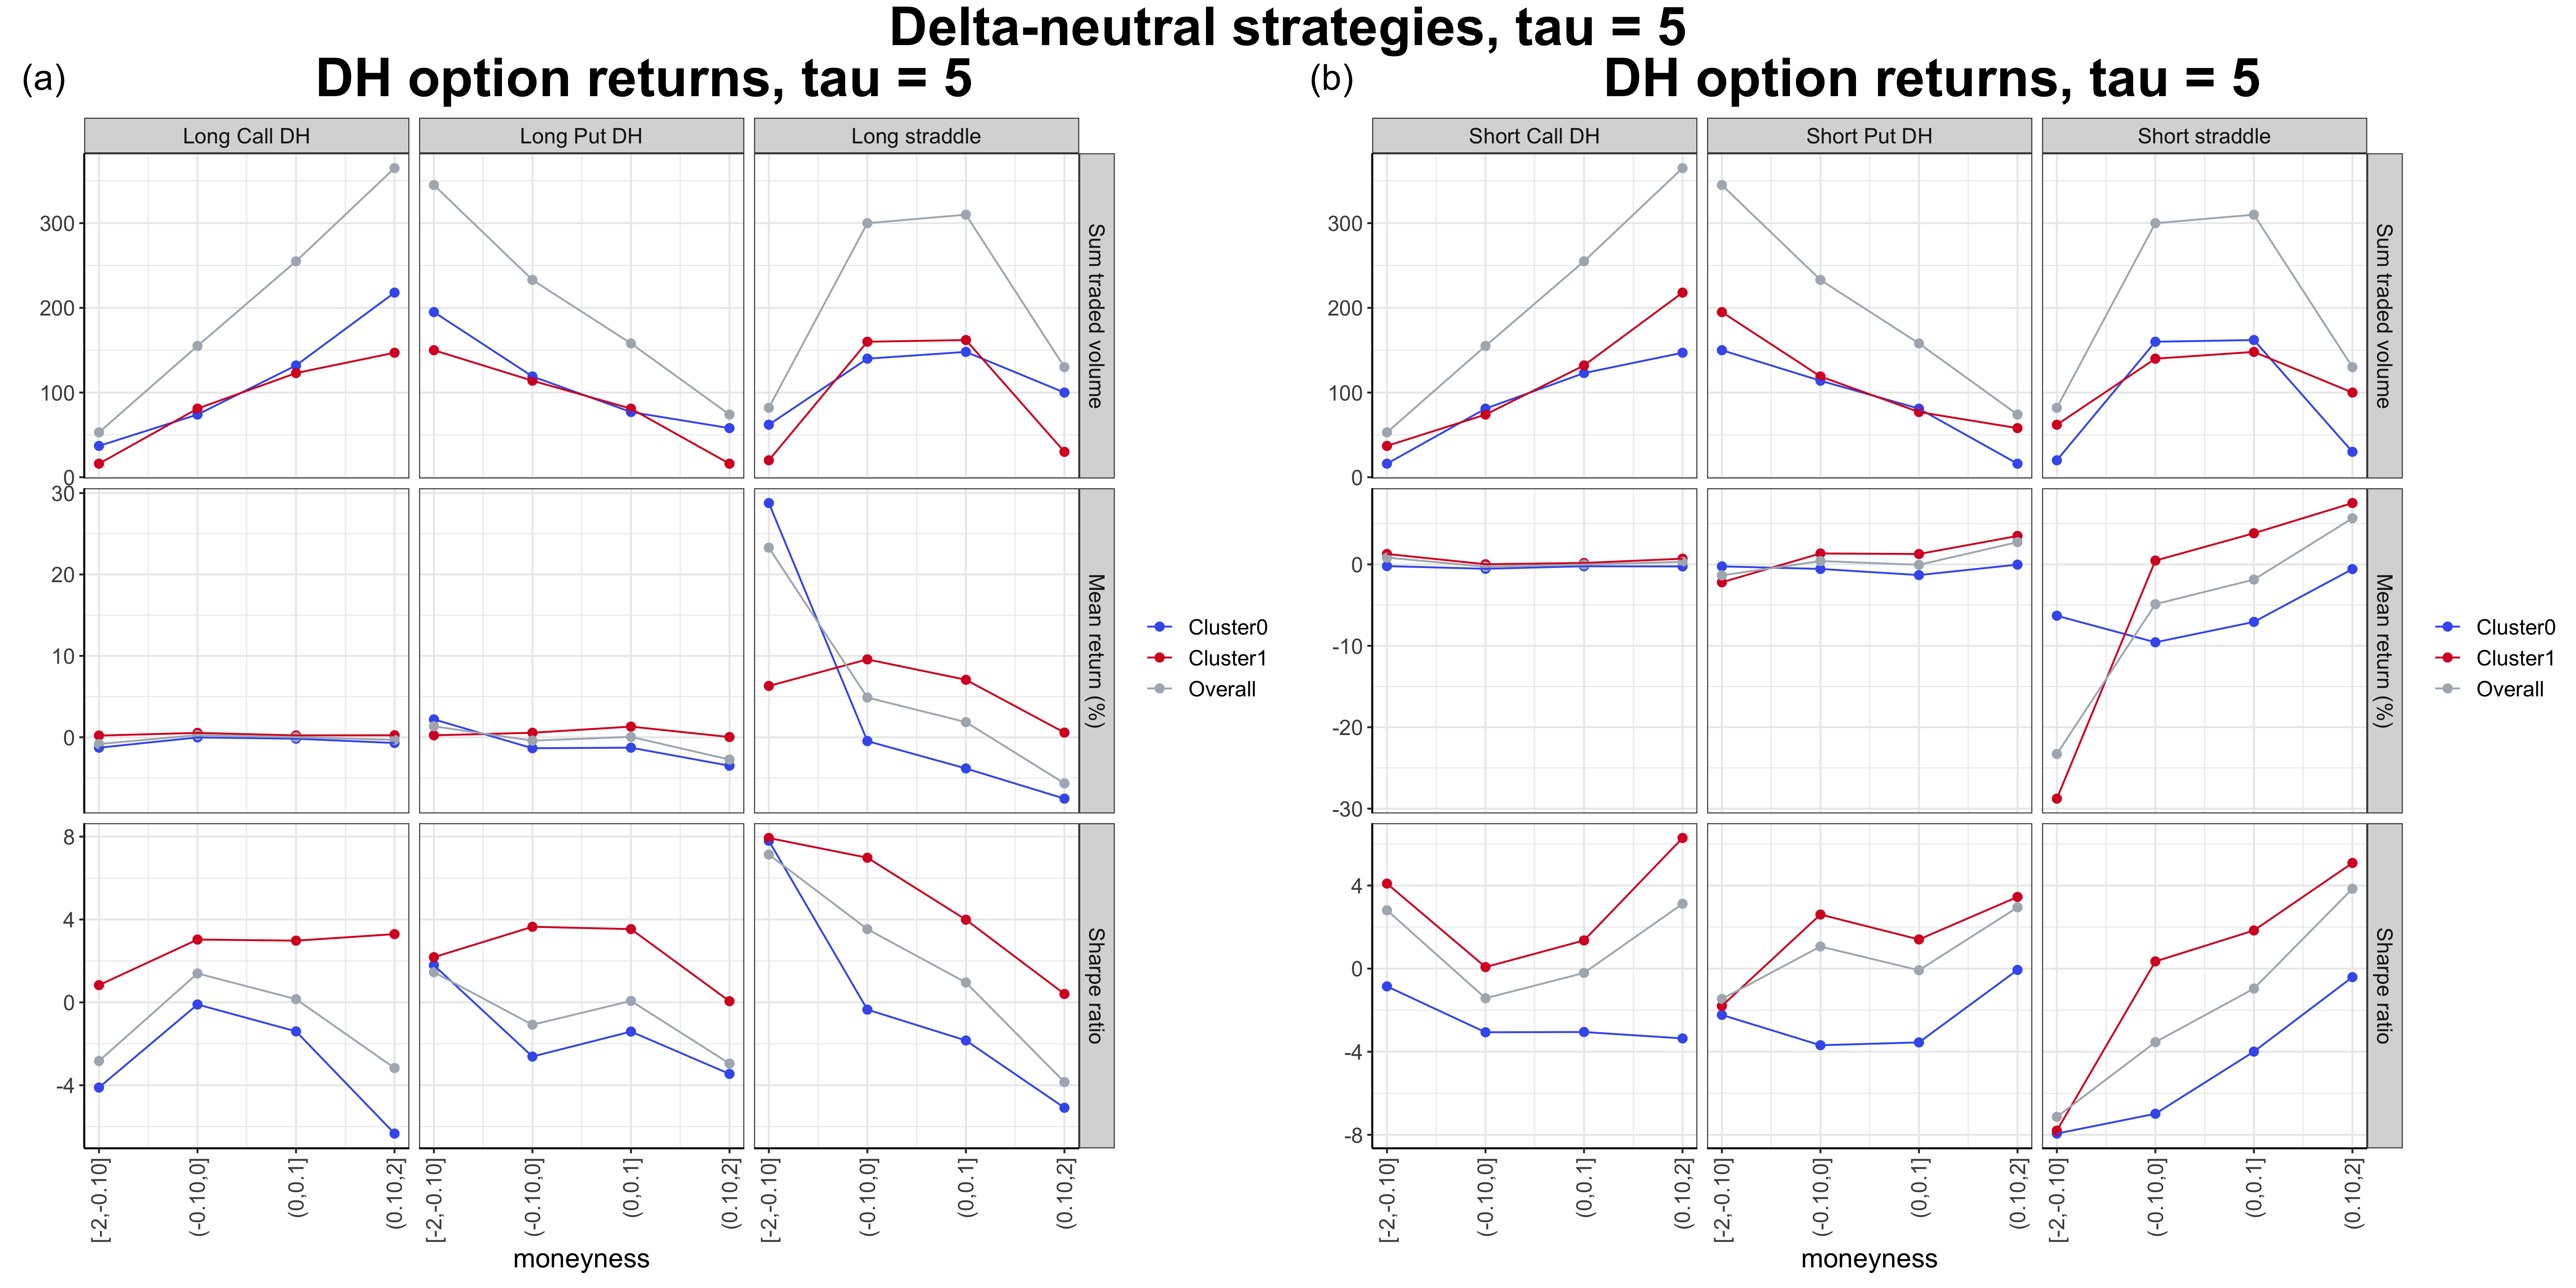 Delta-neutral strategies, tau = 5
(a)
DH option returns, tau = 5
Long Call DH
Long Put DH
Long straddle
300
200
100
0
Sum traded volume
30
20
10
0
Mean return (%)
8
4
0
-4
Sharpe ratio
[-2,-0.10]
(-0.10,0]
(0,0.1]
(0.10,2]
[-2,-0.10]
(-0.10,0]
(0,0.1]
(0.10,2]
[-2,-0.10]
(-0.10,0]
(0,0.1]
(0.10,2]
moneyness
Cluster0
Cluster1
Overall
(b)
DH option returns, tau = 5
Short Call DH
Short Put DH
Short straddle
300
200
100
0
Sum traded volume
0
-10
-20
-30
Mean return (%)
4
0
-4
-8
Sharpe ratio
[-2,-0.10]
(-0.10,0]
(0,0.1]
(0.10,2]
[-2,-0.10]
(-0.10,0]
(0,0.1]
(0.10,2]
[-2,-0.10]
(-0.10,0]
(0,0.1]
(0.10,2]
moneyness
Cluster0
Cluster1
Overall